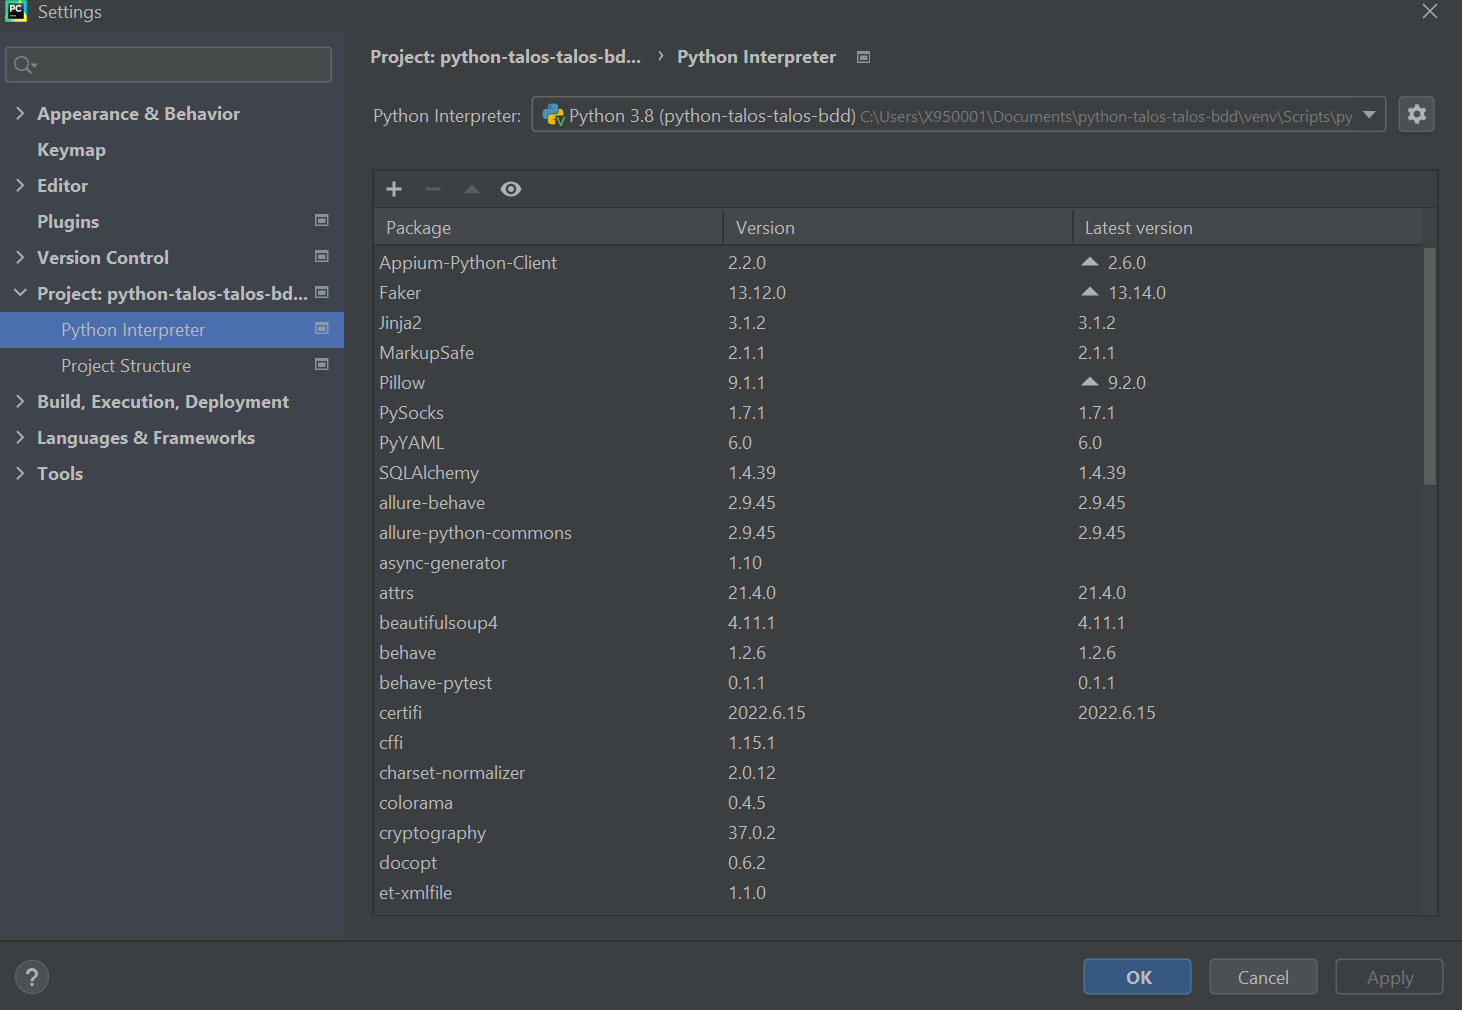 PC Settings
Appearance & Behavior
Keymap
Editor
Plugins
Version Control
Project: python-talos-talos-bd...
Python Interpreter
Project Structure
Build, Execution, Deployment
Languages & Frameworks
Tools
Project: python-talos-talos-bd... › Python Interpreter
Python Interpreter: Python 3.8 (python-talos-talos-bdd) C:\Users\X950001\Documents\python-talos-talos-bdd\venv\Scripts\py
Package Version Latest version
Appium-Python-Client 2.2.0 2.6.0
Faker 13.12.0 13.14.0
Jinja2 3.1.2 3.1.2
MarkupSafe 2.1.1 2.1.1
Pillow 9.1.1 9.2.0
PySocks 1.7.1 1.7.1
PyYAML 6.0 6.0
SQLAlchemy 1.4.39 1.4.39
allure-behave 2.9.45 2.9.45
allure-python-commons 2.9.45 2.9.45
async-generator 1.10
attrs 21.4.0 21.4.0
beautifulsoup4 4.11.1 4.11.1
behave 1.2.6 1.2.6
behave-pytest 0.1.1 0.1.1
certifi 2022.6.15 2022.6.15
cffi 1.15.1
charset-normalizer 2.0.12
colorama 0.4.5
cryptography 37.0.2
docopt 0.6.2
et-xmlfile 1.1.0
? OK Cancel Apply